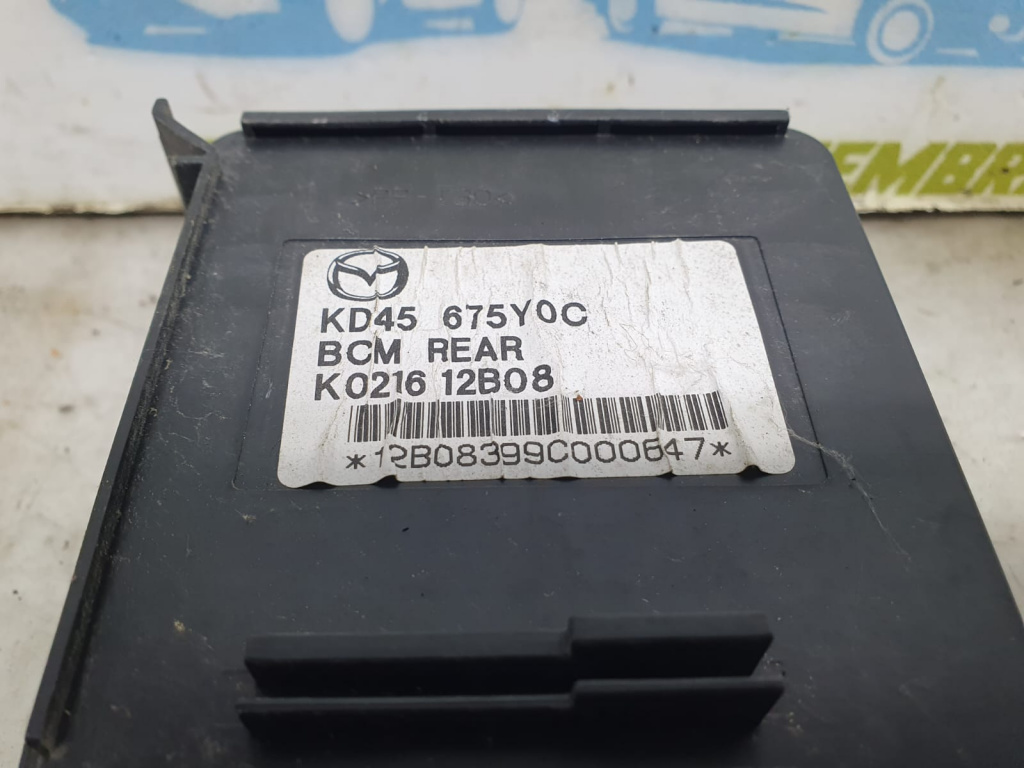 KD45 675Y0C
BCM REAR
K0216 12B08
*12B08399C000647*